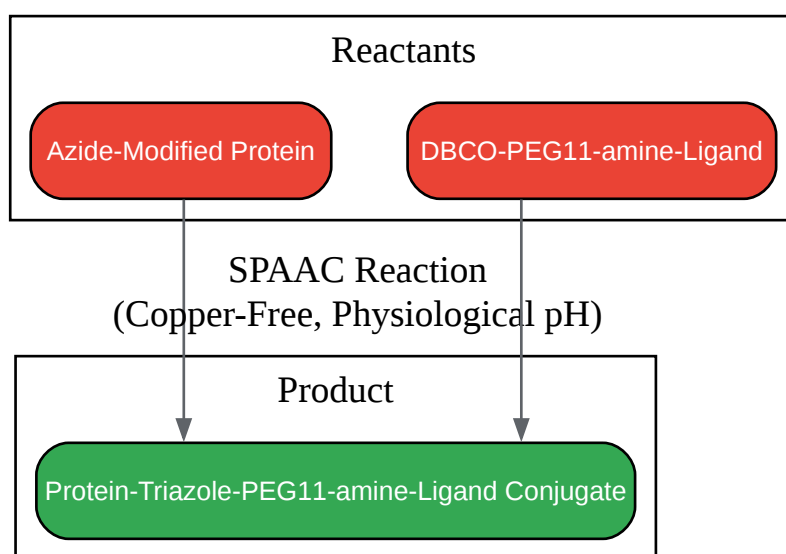 Reactants
Azide-Modified Protein
DBCO-PEG11-amine-Ligand
SPAAC Reaction
(Copper-Free, Physiological pH)
Product
Protein-Triazole-PEG11-amine-Ligand Conjugate